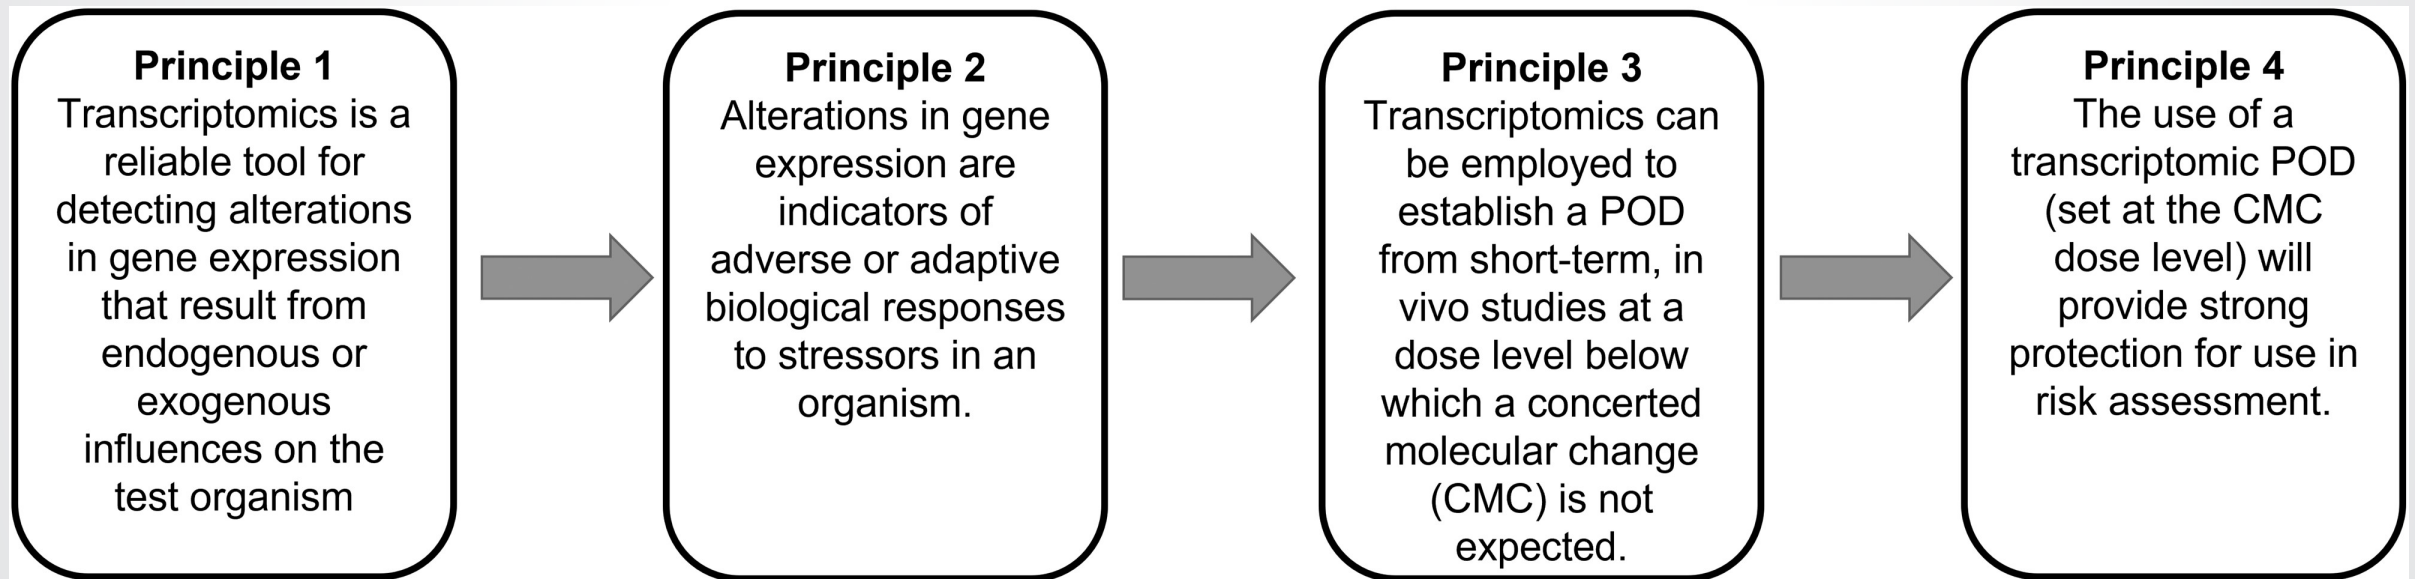 Principle 1
Transcriptomics is a
reliable tool for
detecting alterations
in gene expression
that result from
endogenous or
exogenous
influences on the
test organism
Principle 2
Alterations in gene
expression are
indicators of
adverse or adaptive
biological responses
to stressors in an
organism.
Principle 3
Transcriptomics can
be employed to
establish a POD
from short-term, in
vivo studies at a
dose level below
which a concerted
molecular change
(CMC) is not
expected.
Principle 4
The use of a
transcriptomic POD
(set at the CMC
dose level) will
provide strong
protection for use in
risk assessment.